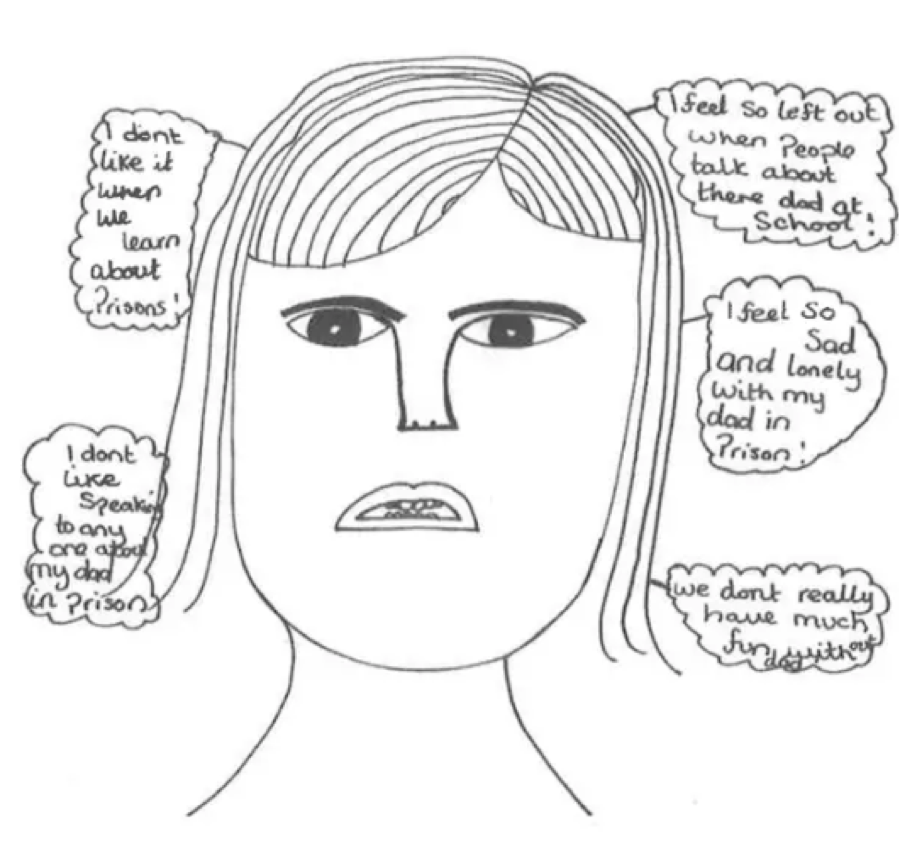 I dont
like it
when
we
learn
about
Prisons!
I feel so left out
when People
talk about
there dad at
School!
I feel So
Sad
and lonely
with my
dad in
Prison!
I dont
like
Speakin
to any
one about
my dad
in Prison
we dont really
have much
fun without
dad